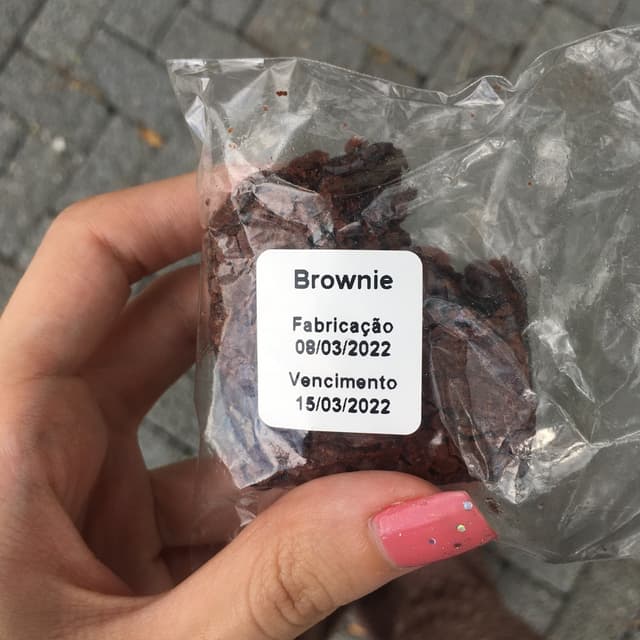 Brownie
Fabricação
08/03/2022
Vencimento
15/03/2022